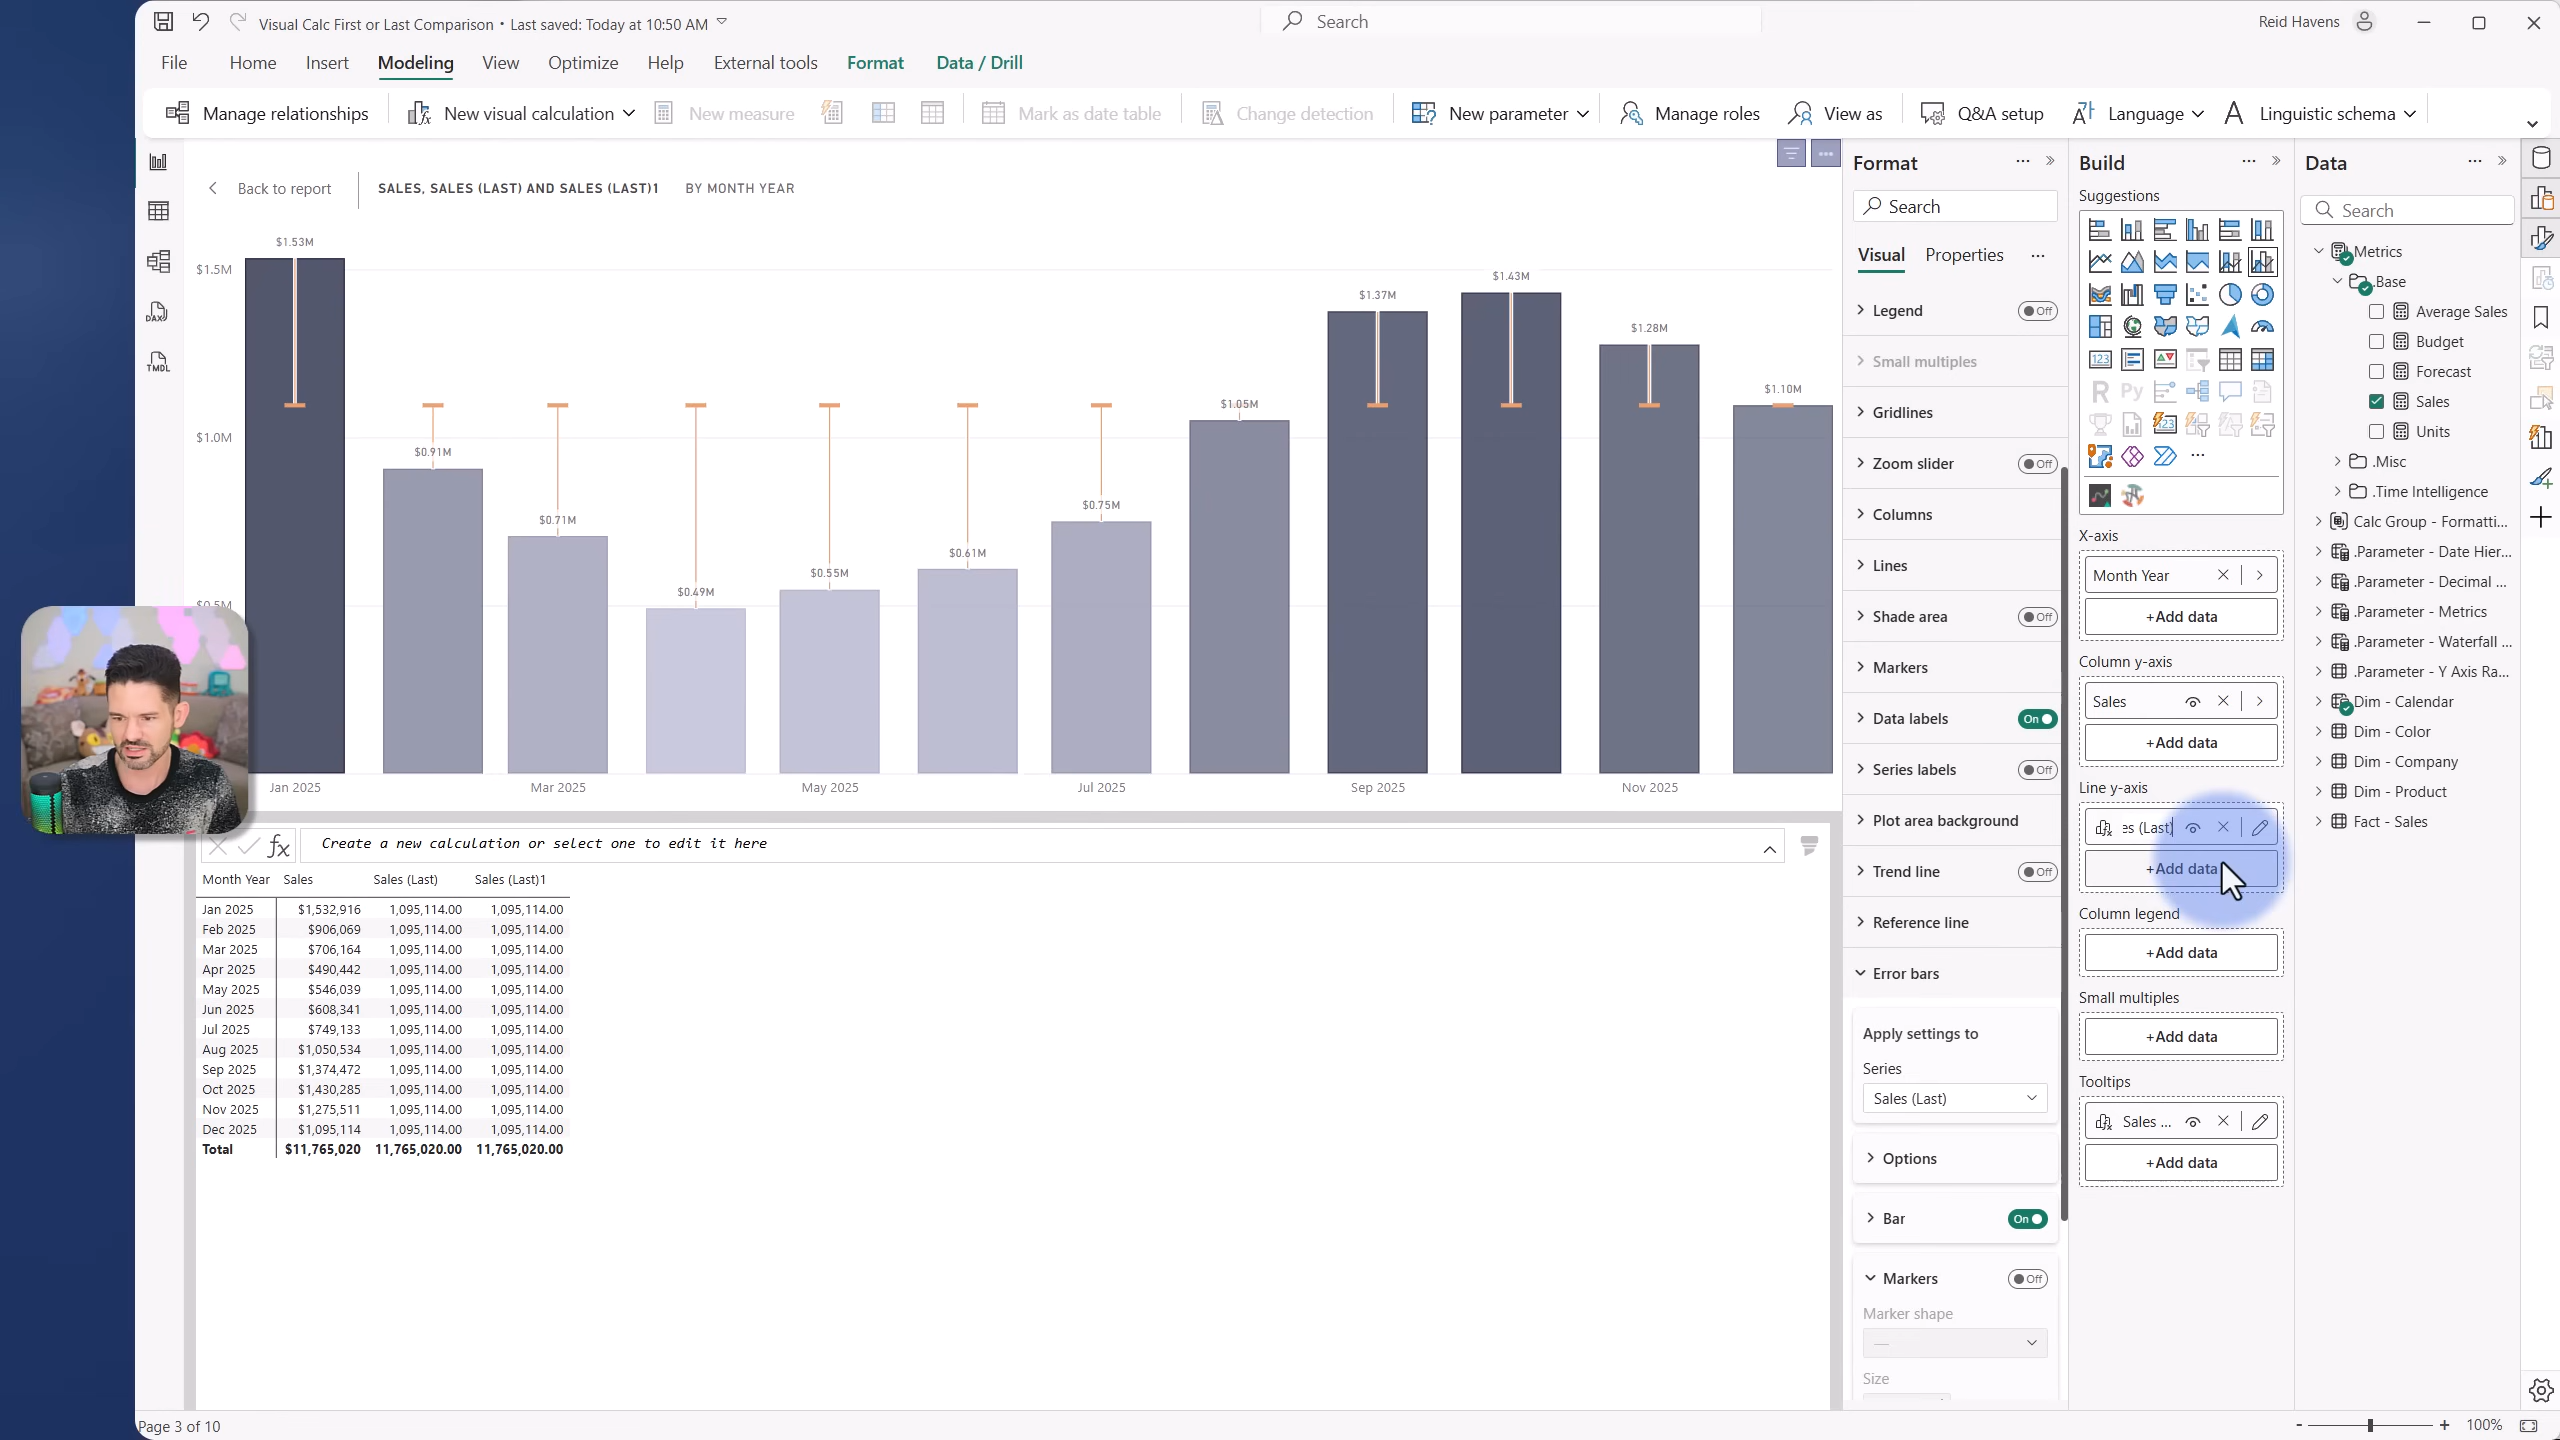 Visual Calc First or Last Comparison • Last saved: Today at 10:50 AM
Search
Reid Havens
File Home Insert Modeling View Optimize Help External tools Format Data / Drill
Manage relationships New visual calculation New measure Mark as date table Change detection New parameter Manage roles View as Q&A setup Language Linguistic schema
Back to report SALES, SALES (LAST) AND SALES (LAST)1 BY MONTH YEAR
$1.5M
$1.0M
$0.5M
$1.53M
$0.91M
$0.71M
$0.49M
$0.55M
$0.61M
$0.75M
$1.05M
$1.37M
$1.43M
$1.28M
$1.10M
Jan 2025 Mar 2025 May 2025 Jul 2025 Sep 2025 Nov 2025
DAX
TMDL
fx Create a new calculation or select one to edit it here
Month Year Sales Sales (Last) Sales (Last)1
Jan 2025 $1,532,916 1,095,114.00 1,095,114.00
Feb 2025 $906,069 1,095,114.00 1,095,114.00
Mar 2025 $706,164 1,095,114.00 1,095,114.00
Apr 2025 $490,442 1,095,114.00 1,095,114.00
May 2025 $546,039 1,095,114.00 1,095,114.00
Jun 2025 $608,341 1,095,114.00 1,095,114.00
Jul 2025 $749,133 1,095,114.00 1,095,114.00
Aug 2025 $1,050,534 1,095,114.00 1,095,114.00
Sep 2025 $1,374,472 1,095,114.00 1,095,114.00
Oct 2025 $1,430,285 1,095,114.00 1,095,114.00
Nov 2025 $1,275,511 1,095,114.00 1,095,114.00
Dec 2025 $1,095,114 1,095,114.00 1,095,114.00
Total $11,765,020 11,765,020.00 11,765,020.00
Format
Search
Visual Properties
Legend Off
Small multiples
Gridlines
Zoom slider Off
Columns
Lines
Shade area Off
Markers
Data labels On
Series labels Off
Plot area background
Trend line Off
Reference line
Error bars
Apply settings to
Series
Sales (Last)
Options
Bar On
Markers Off
Marker shape
Size
Build
Suggestions
123
R Py
123
X-axis
Month Year
+Add data
Column y-axis
Sales
+Add data
Line y-axis
es (Last)
+Add data
Column legend
+Add data
Small multiples
+Add data
Tooltips
Sales ...
+Add data
Data
Search
Metrics
.Base
Average Sales
Budget
Forecast
Sales
Units
.Misc
.Time Intelligence
Calc Group - Formatti...
.Parameter - Date Hier...
.Parameter - Decimal ...
.Parameter - Metrics
.Parameter - Waterfall ...
.Parameter - Y Axis Ra...
Dim - Calendar
Dim - Color
Dim - Company
Dim - Product
Fact - Sales
Page 3 of 10
- + 100%